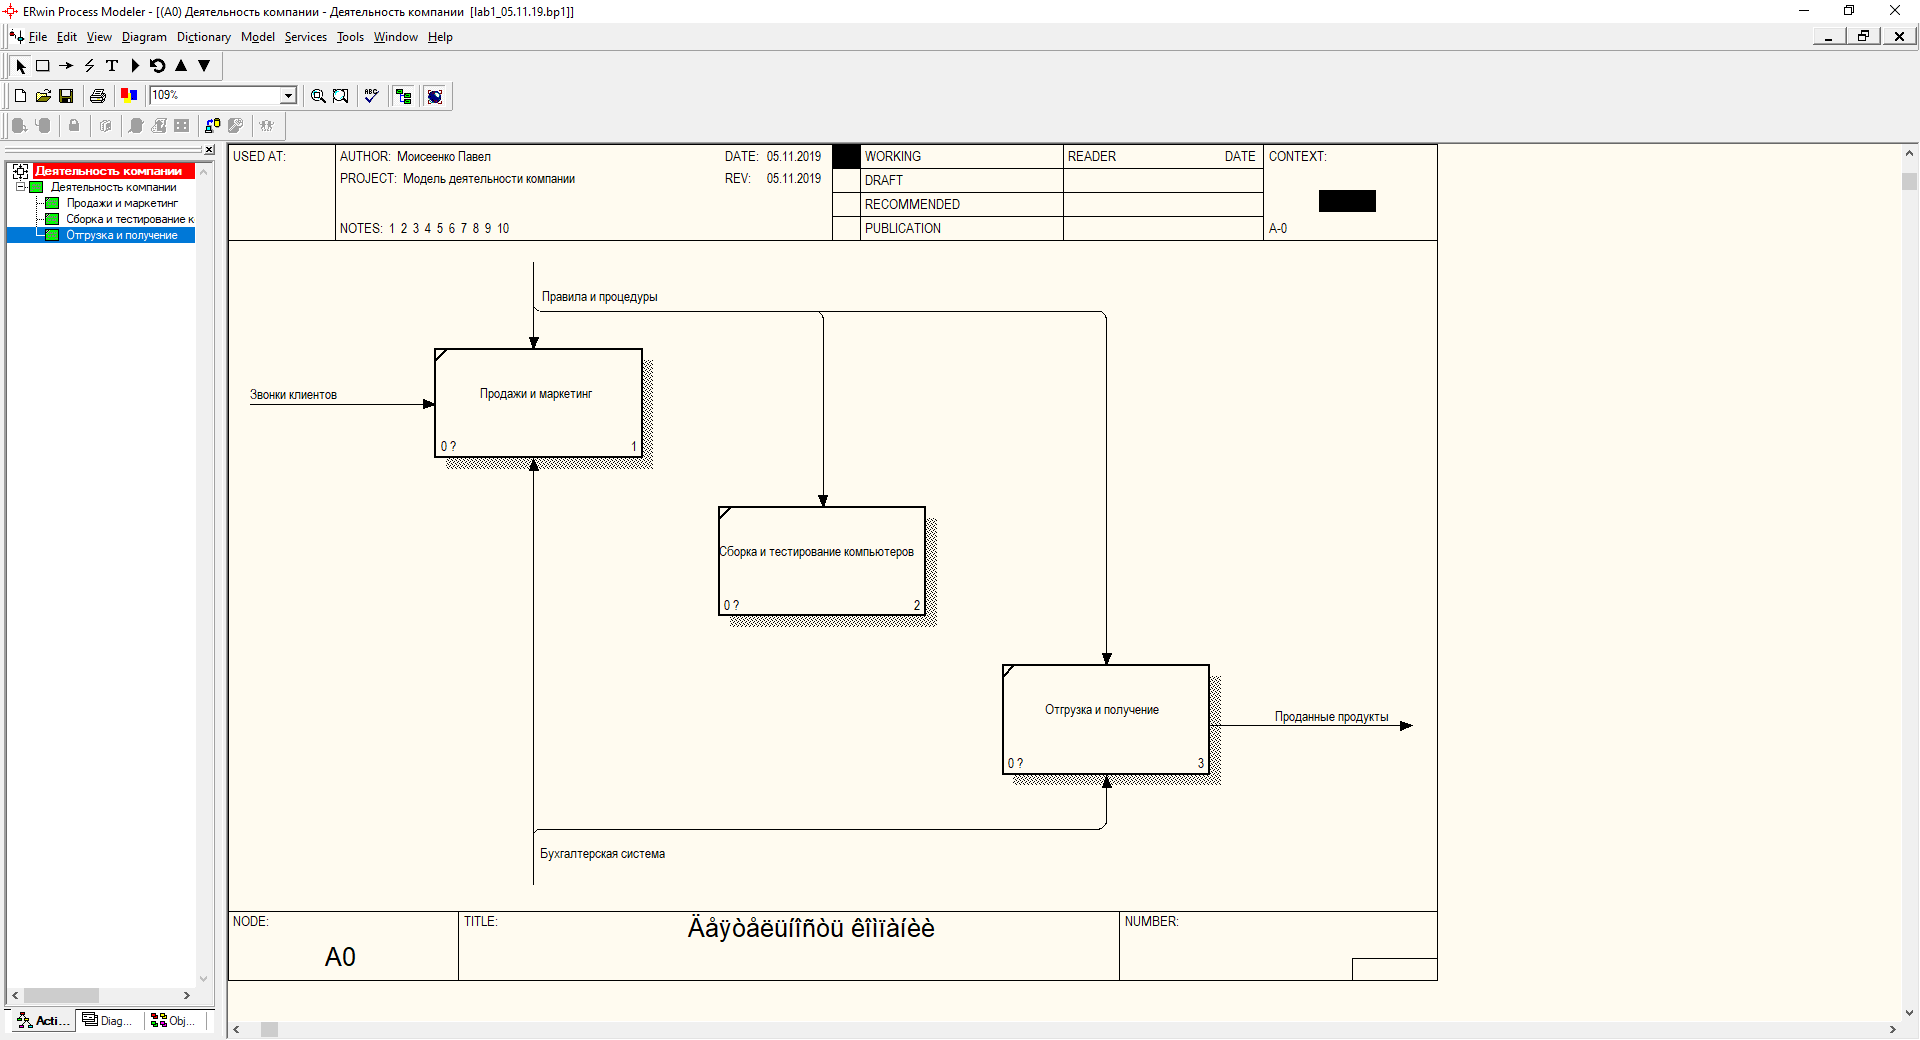 ERwin Process Modeler - [(A0) Деятельность компании - Деятельность компании [lab1_05.11.19.bp1]]
File Edit View Diagram Dictionary Model Services Tools Window Help
109%
ABC
Деятельность компании
Деятельность компании
Продажи и маркетинг
Сборка и тестирование к
Отгрузка и получение
Acti... Diag... Obj...
USED AT:
AUTHOR: Моисеенко Павел
DATE: 05.11.2019
PROJECT: Модель деятельности компании
REV: 05.11.2019
NOTES: 1 2 3 4 5 6 7 8 9 10
WORKING
DRAFT
RECOMMENDED
PUBLICATION
READER DATE
CONTEXT:
A-0
Правила и процедуры
Звонки клиентов
Продажи и маркетинг
0 ? 1
Сборка и тестирование компьютеров
0 ? 2
Отгрузка и получение
0 ? 3
Проданные продукты
Бухгалтерская система
NODE:
A0
TITLE:
Äåÿòåëüíîñòü êîìïàíèè
NUMBER: